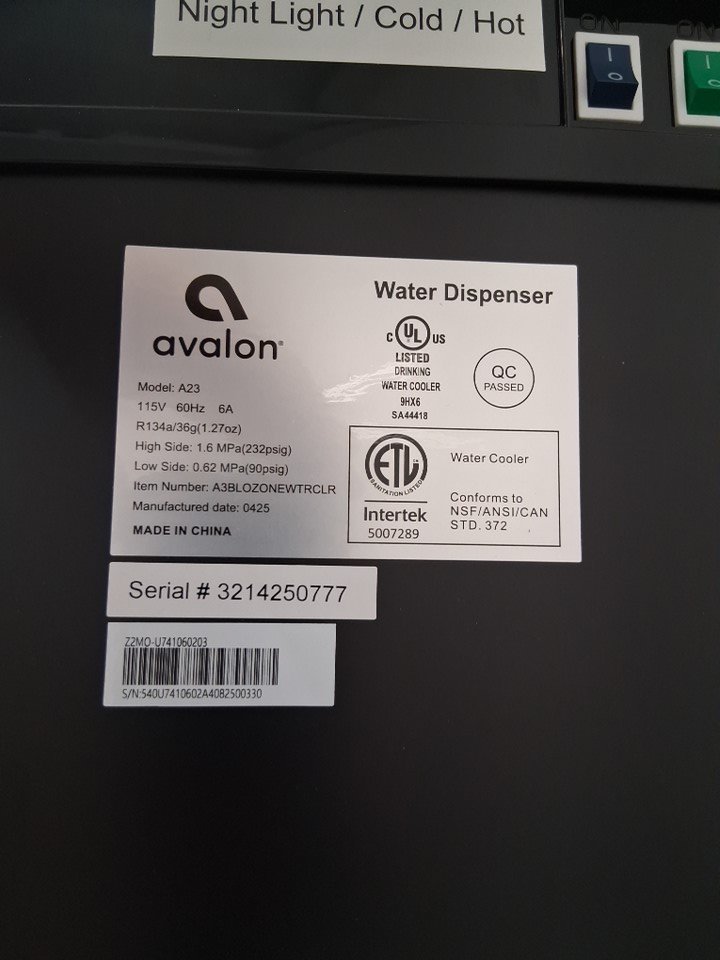 Night Light / Cold / Hot
ON
ON
avalon®
Model: A23
115V 60Hz 6A
R134a/36g(1.27oz)
High Side: 1.6 MPa(232psig)
Low Side: 0.62 MPa(90psig)
Item Number: A3BLOZONEWTRCLR
Manufactured date: 0425
MADE IN CHINA
Water Dispenser
C UL US
LISTED
DRINKING
WATER COOLER
9HX6
SA44418
QC
PASSED
ETL
SANITATION LISTED
Intertek
5007289
Water Cooler
Conforms to
NSF/ANSI/CAN
STD. 372
Serial # 3214250777
Z2MO-U741060203
S/N:540U7410602A4082500330